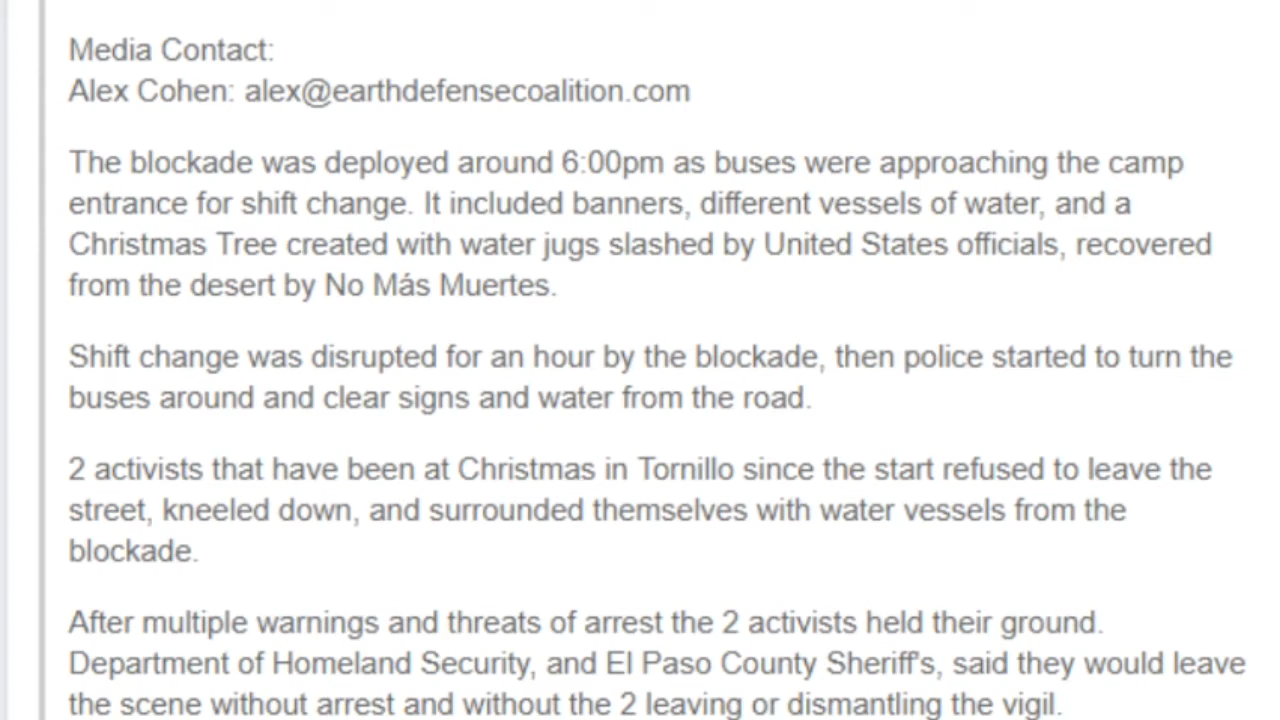 Media Contact:
Alex Cohen: alex@earthdefensecoalition.com
The blockade was deployed around 6:00pm as buses were approaching the camp
entrance for shift change. It included banners, different vessels of water, and a
Christmas Tree created with water jugs slashed by United States officials, recovered
from the desert by No Más Muertes.
Shift change was disrupted for an hour by the blockade, then police started to turn the
buses around and clear signs and water from the road.
2 activists that have been at Christmas in Tornillo since the start refused to leave the
street, kneeled down, and surrounded themselves with water vessels from the
blockade.
After multiple warnings and threats of arrest the 2 activists held their ground.
Department of Homeland Security, and El Paso County Sheriff's, said they would leave
the scene without arrest and without the 2 leaving or dismantling the vigil.